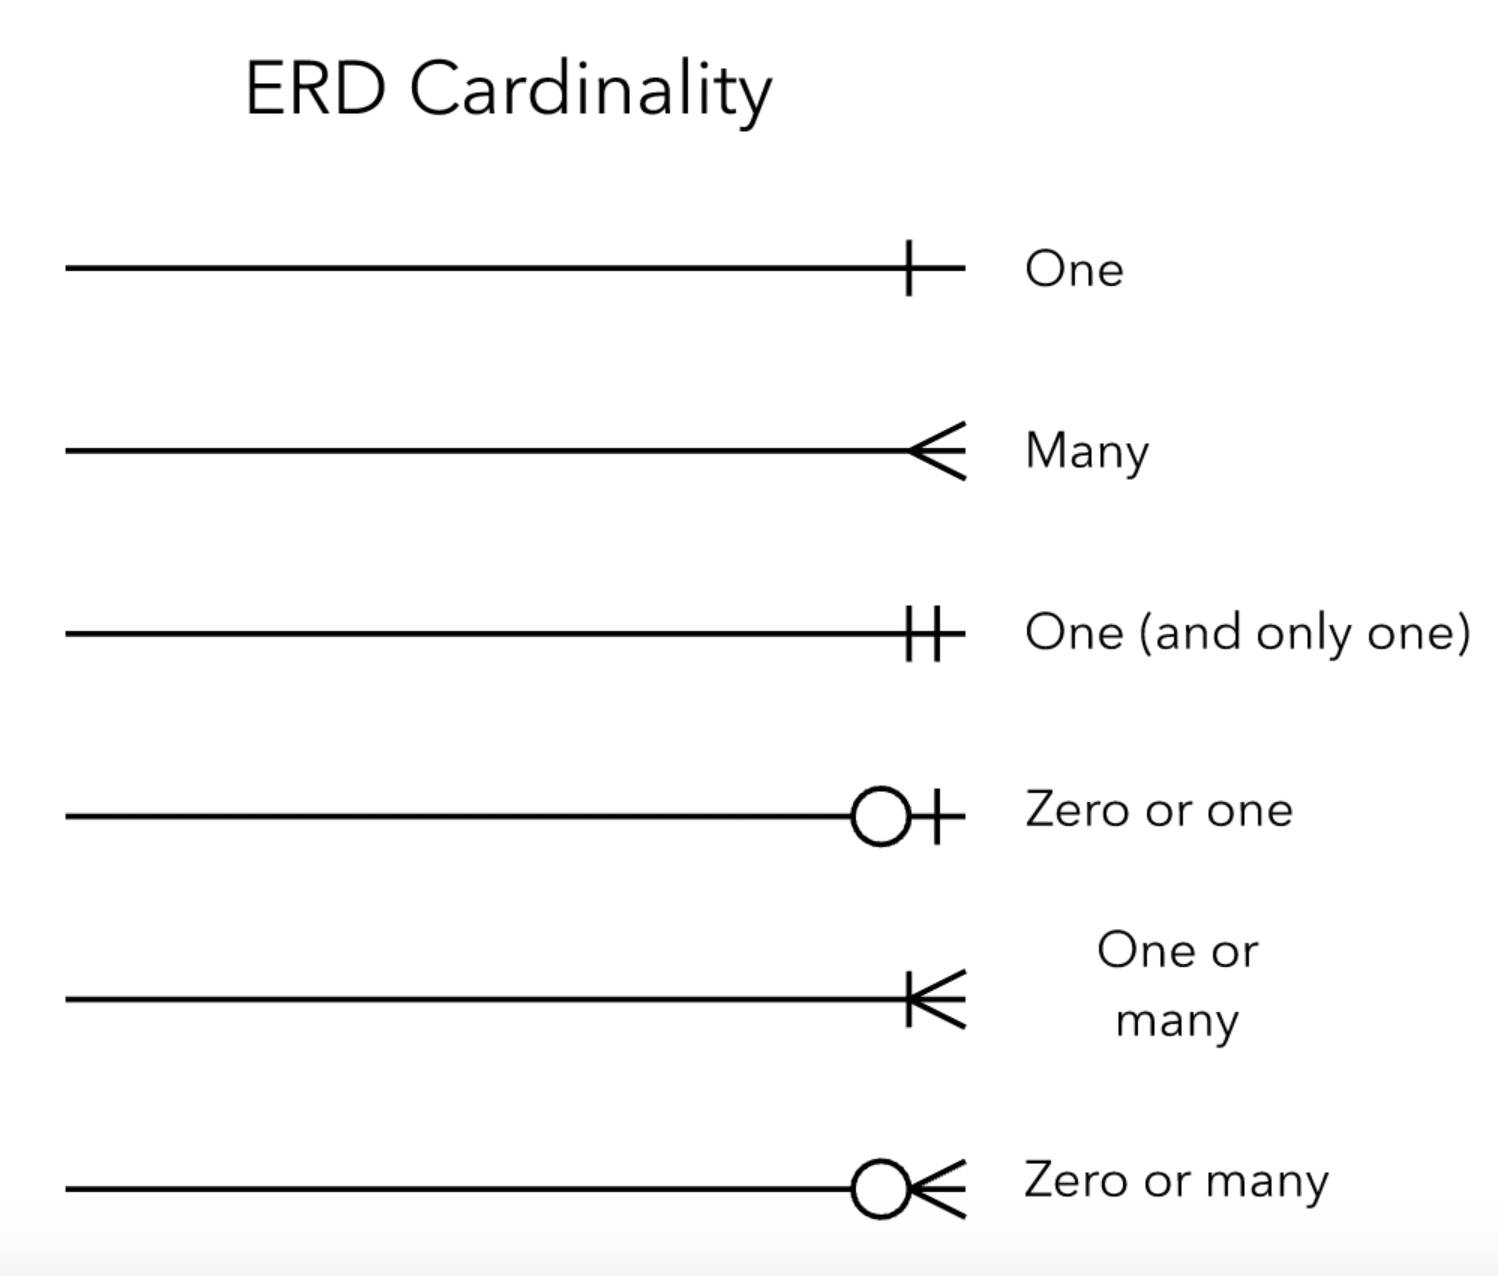 ERD Cardinality
One
Many
One (and only one)
Zero or one
One or
many
Zero or many